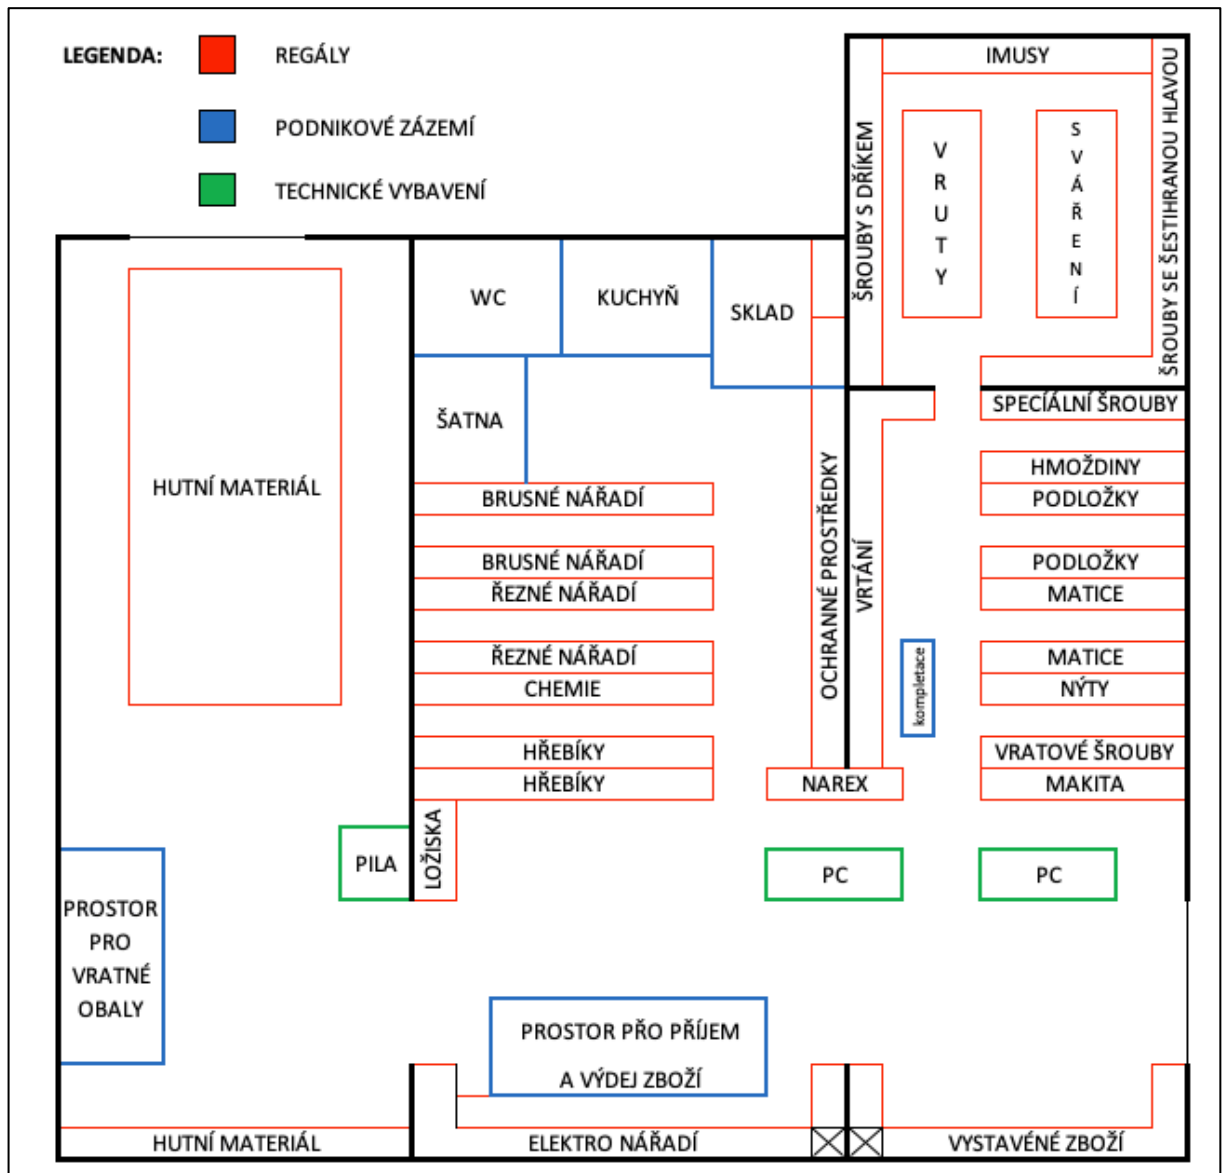 LEGENDA:
REGÁLY
PODNIKOVÉ ZÁZEMÍ
TECHNICKÉ VYBAVENÍ
IMUSY
ŠROUBY S DŘÍKEM
VRUTY
SVÁŘENÍ
ŠROUBY SE ŠESTIHRANOU HLAVOU
WC
KUCHYŇ
SKLAD
ŠATNA
HUTNÍ MATERIÁL
BRUSNÉ NÁŘADÍ
BRUSNÉ NÁŘADÍ
ŘEZNÉ NÁŘADÍ
ŘEZNÉ NÁŘADÍ
CHEMIE
HŘEBÍKY
HŘEBÍKY
LOŽISKA
OCHRANNÉ PROSTŘEDKY
VRTÁNÍ
kompletace
SPECÍÁLNÍ ŠROUBY
HMOŽDINY
PODLOŽKY
PODLOŽKY
MATICE
MATICE
NÝTY
VRATOVÉ ŠROUBY
MAKITA
NAREX
PILA
PC
PC
PROSTOR
PRO
VRATNÉ
OBALY
PROSTOR PŘO PŘÍJEM
A VÝDEJ ZBOŽÍ
HUTNÍ MATERIÁL
ELEKTRO NÁŘADÍ
VYSTAVÉNÉ ZBOŽÍ